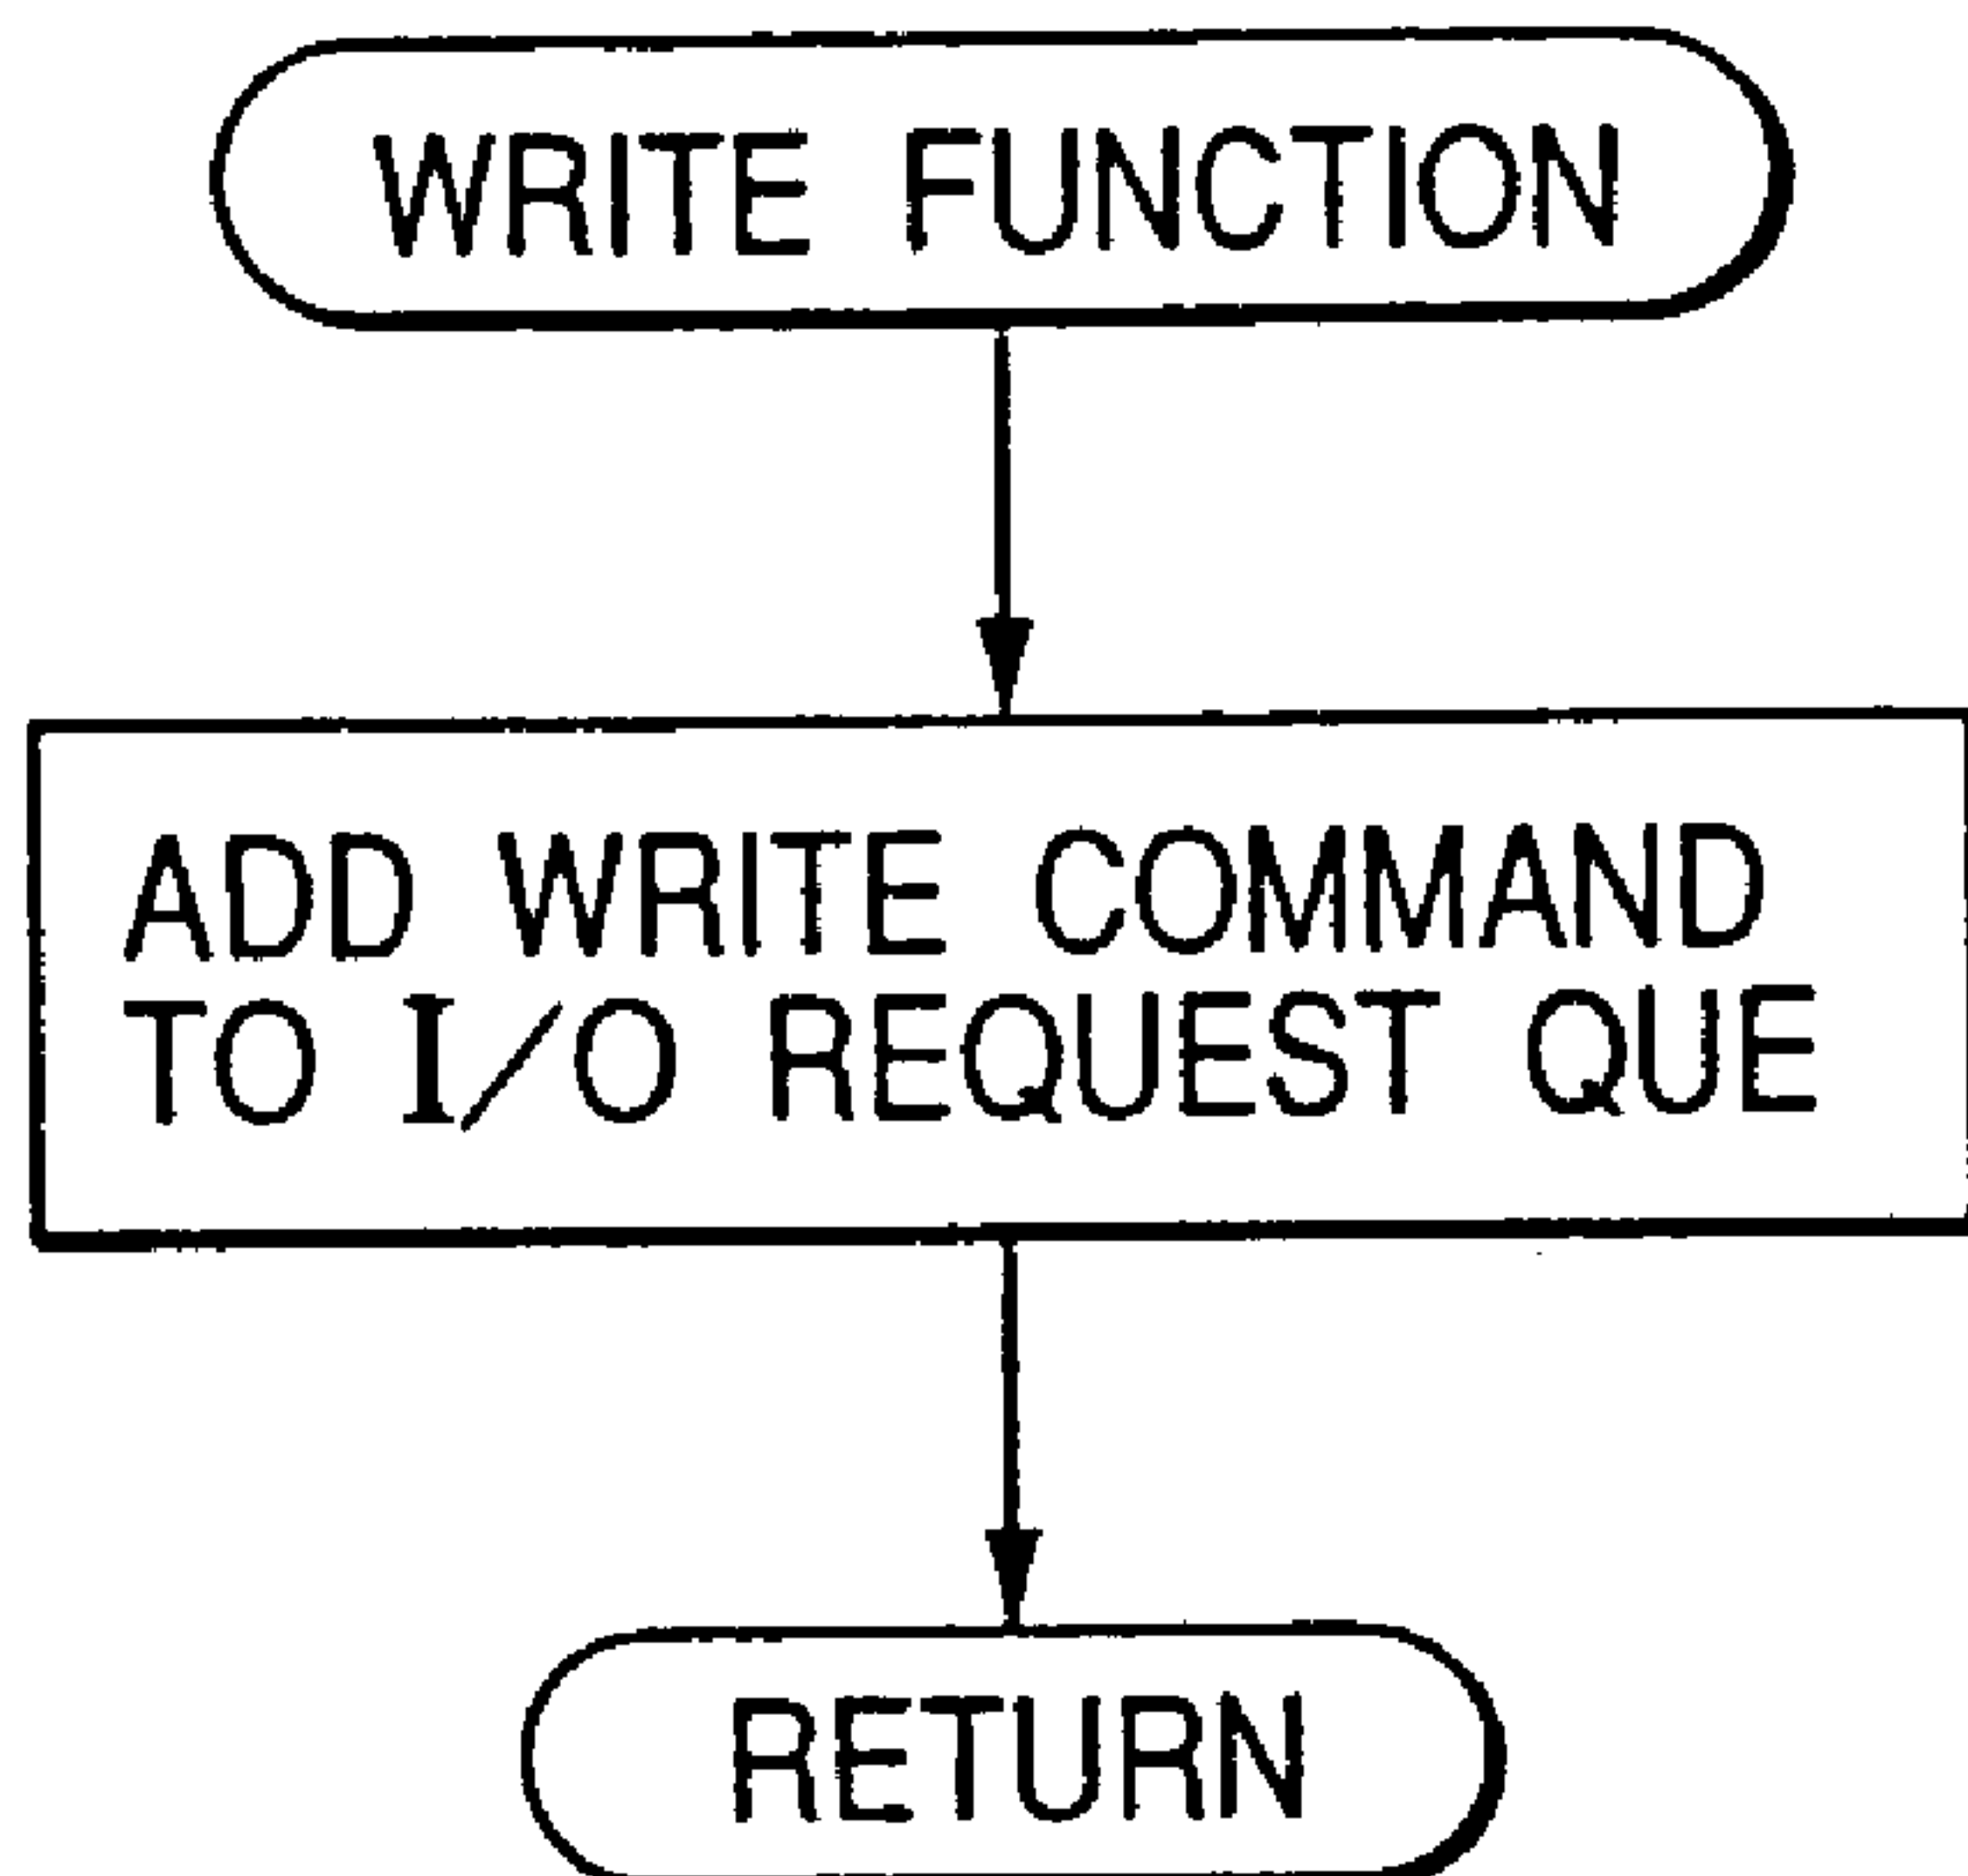 WRITE FUNCTION
ADD WRITE COMMAND
TO I/O REQUEST QUE
RETURN